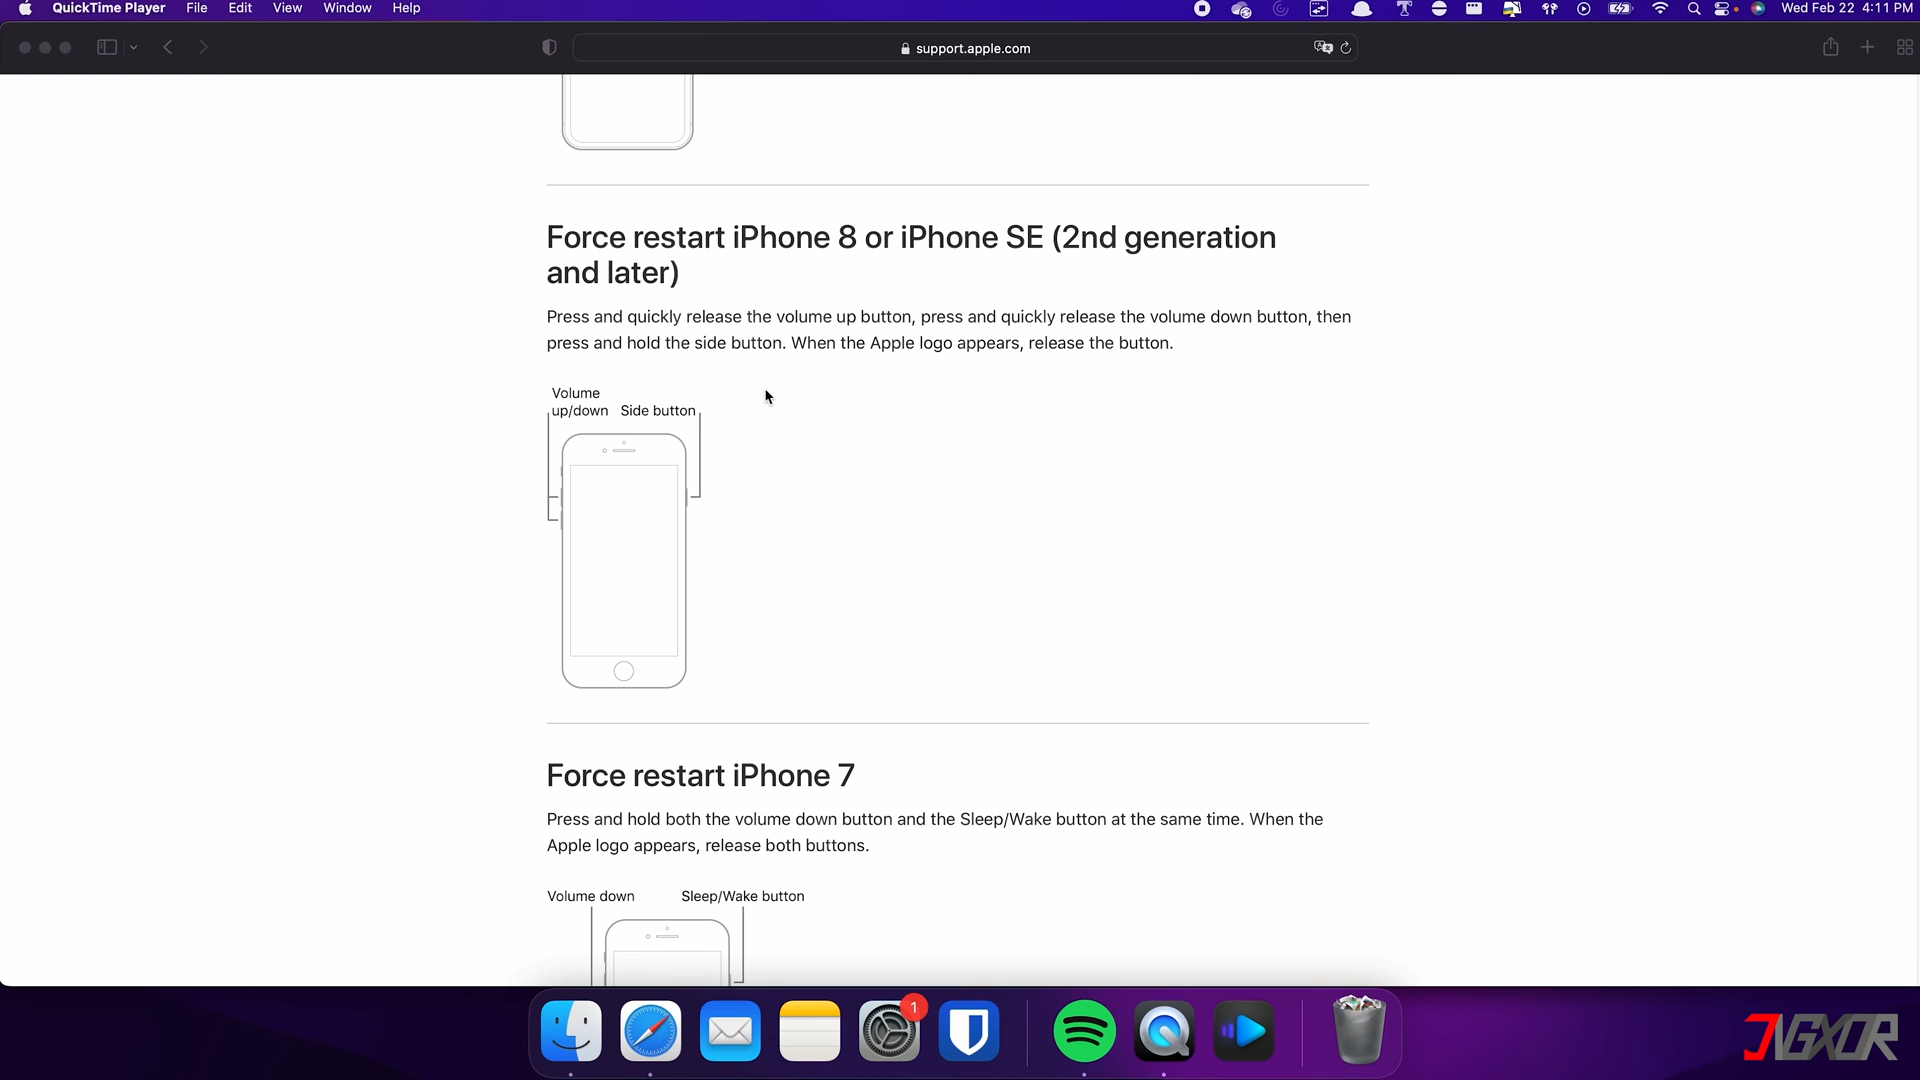 QuickTime Player File Edit View Window Help Wed Feb 22 4:11 PM
support.apple.com
Force restart iPhone 8 or iPhone SE (2nd generation
and later)
Press and quickly release the volume up button, press and quickly release the volume down button, then
press and hold the side button. When the Apple logo appears, release the button.
Volume
up/down Side button
Force restart iPhone 7
Press and hold both the volume down button and the Sleep/Wake button at the same time. When the
Apple logo appears, release both buttons.
Volume down Sleep/Wake button
1
JVGXOR